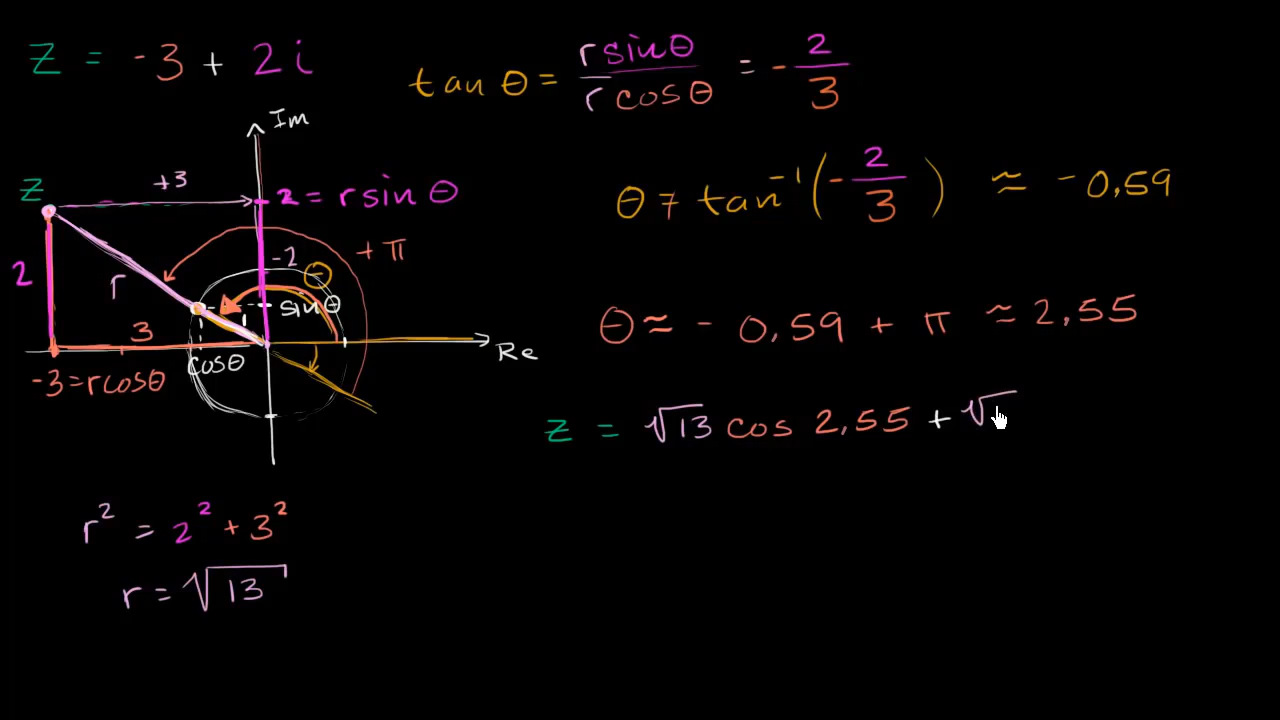 Z = -3 + 2i
tan θ = r sin θ / r cos θ = - 2/3
Im
+3
Z
2 = r sin θ
θ ≠ tan⁻¹(- 2/3) ≈ -0.59
+ π
-2
θ
2
r
sin θ
3
cos θ
Re
-3 = r cos θ
θ ≈ - 0.59 + π ≈ 2.55
z = √13 cos 2.55 + √
r² = 2² + 3²
r = √13